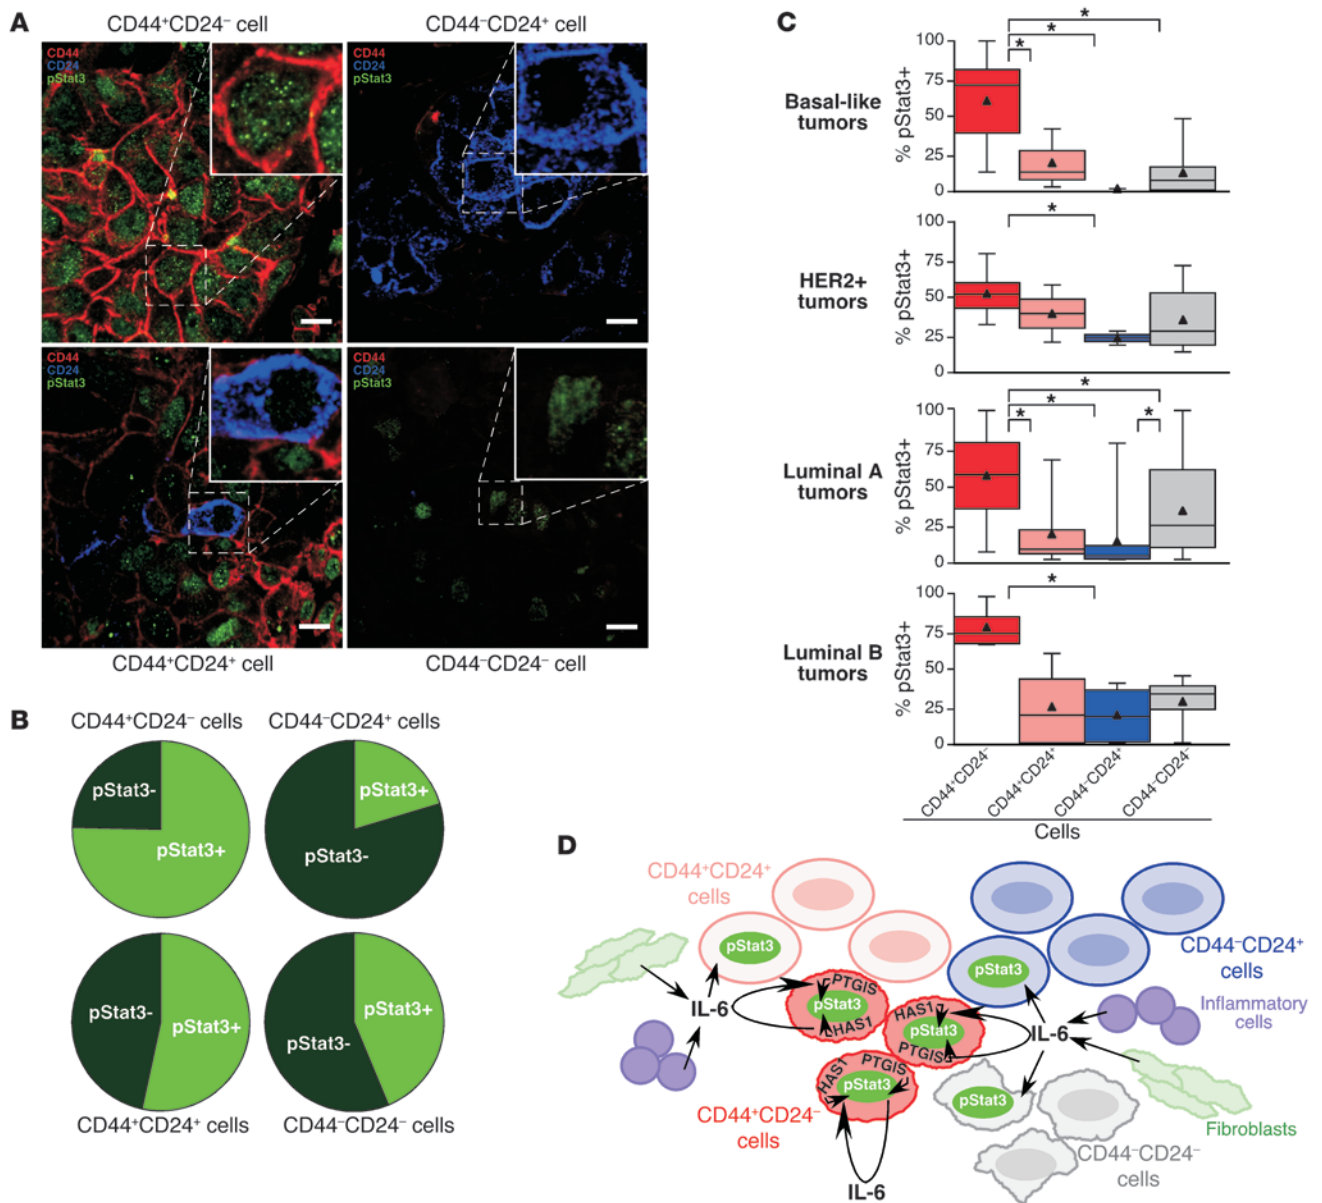 A
CD44⁺CD24⁻ cell
CD44⁻CD24⁺ cell
CD44
CD24
pStat3
CD44
CD24
pStat3
CD44
CD24
pStat3
CD44
CD24
pStat3
CD44⁺CD24⁺ cell
CD44⁻CD24⁻ cell
B
CD44⁺CD24⁻ cells
CD44⁻CD24⁺ cells
pStat3-
pStat3+
pStat3+
pStat3-
pStat3-
pStat3+
pStat3+
pStat3-
CD44⁺CD24⁺ cells
CD44⁻CD24⁻ cells
C
Basal-like
tumors
% pStat3+
100
75
50
25
0
*
*
*
HER2+
tumors
% pStat3+
100
75
50
25
0
*
Luminal A
tumors
% pStat3+
100
75
50
25
0
*
*
*
*
Luminal B
tumors
% pStat3+
100
75
50
25
0
*
CD44⁺CD24⁻
CD44⁺CD24⁺
CD44⁻CD24⁺
CD44⁻CD24⁻
Cells
D
CD44⁺CD24⁺
cells
pStat3
IL-6
PTGIS
pStat3
HAS1
HAS1
pStat3
PTGIS
HAS1
PTGIS
pStat3
CD44⁺CD24⁻
cells
IL-6
pStat3
CD44⁻CD24⁺
cells
Inflammatory
cells
IL-6
pStat3
Fibroblasts
CD44⁻CD24⁻
cells